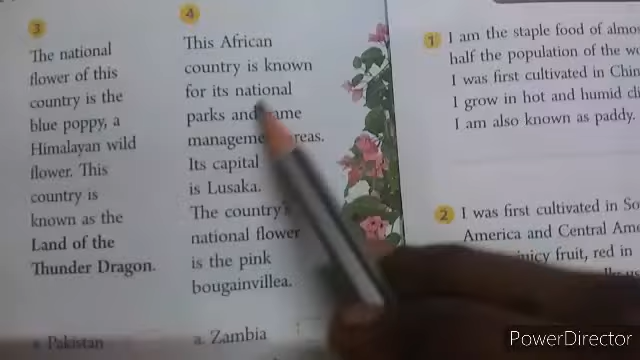 3
The national
flower of this
country is the
blue poppy, a
Himalayan wild
flower. This
country is
known as the
Land of the
Thunder Dragon.
a. Pakistan
4
This African
country is known
for its national
parks and
Its capital
is Lusaka.
The country's
national flower
is the pink
bougainvillea.
a. Zambia
1
I am the staple food of
half the population of the
I was first cultivated in
I grow in hot and humid
I am also known as paddy.
2
I was first cultivated in
America and Central
fruit, red in
PowerDirector